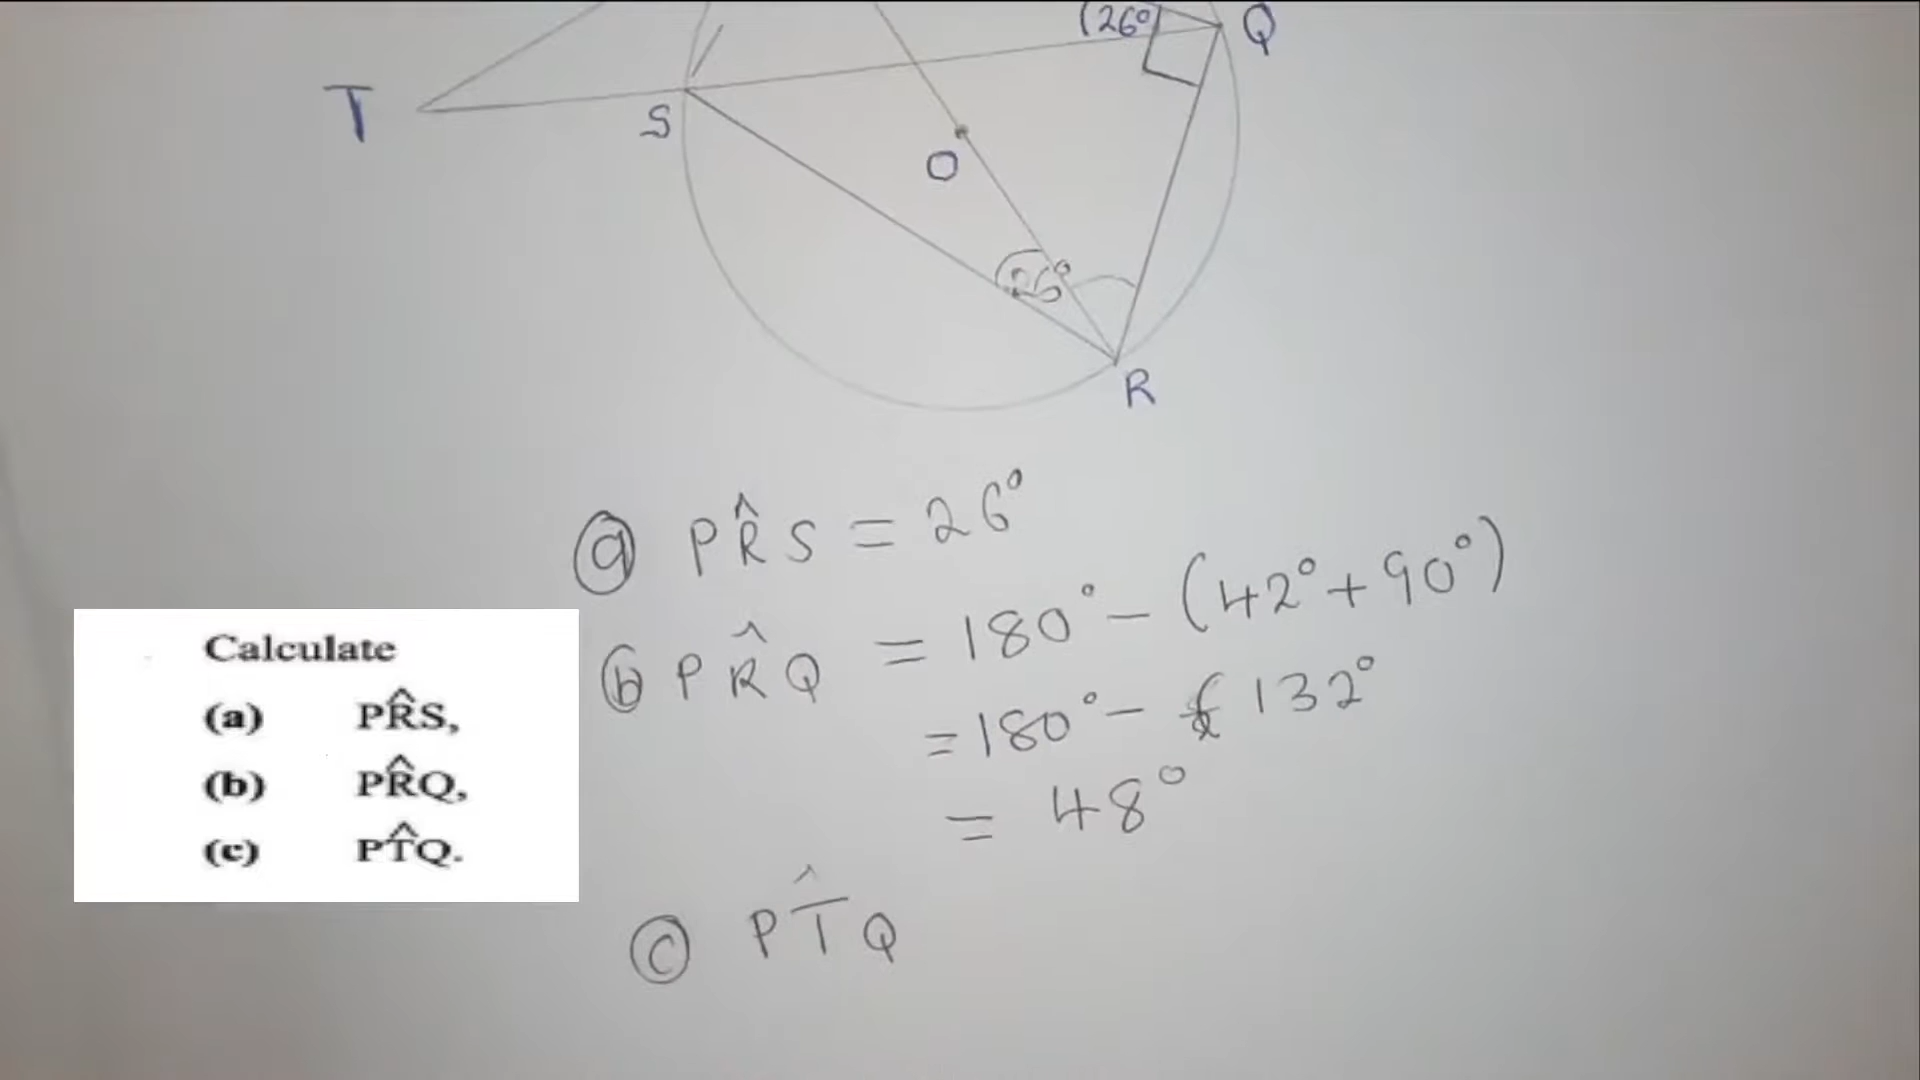 (26°
Q
T
S
O
26°
R
(a) PR̂S = 26°
(b) PR̂Q = 180° - (42° + 90°)
= 180° - 132°
= 48°
(c) PT̂Q
Calculate
(a) PR̂S,
(b) PR̂Q,
(c) PT̂Q.